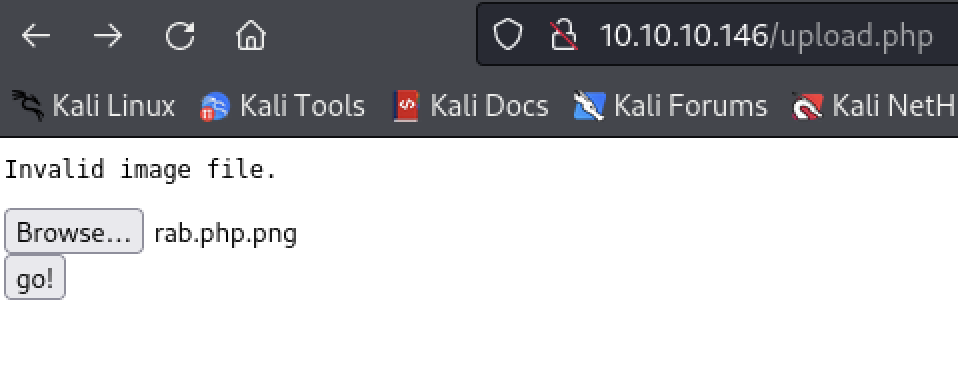 10.10.10.146/upload.php
Kali Linux Kali Tools Kali Docs Kali Forums Kali NetH
Invalid image file.
Browse... rab.php.png
go!